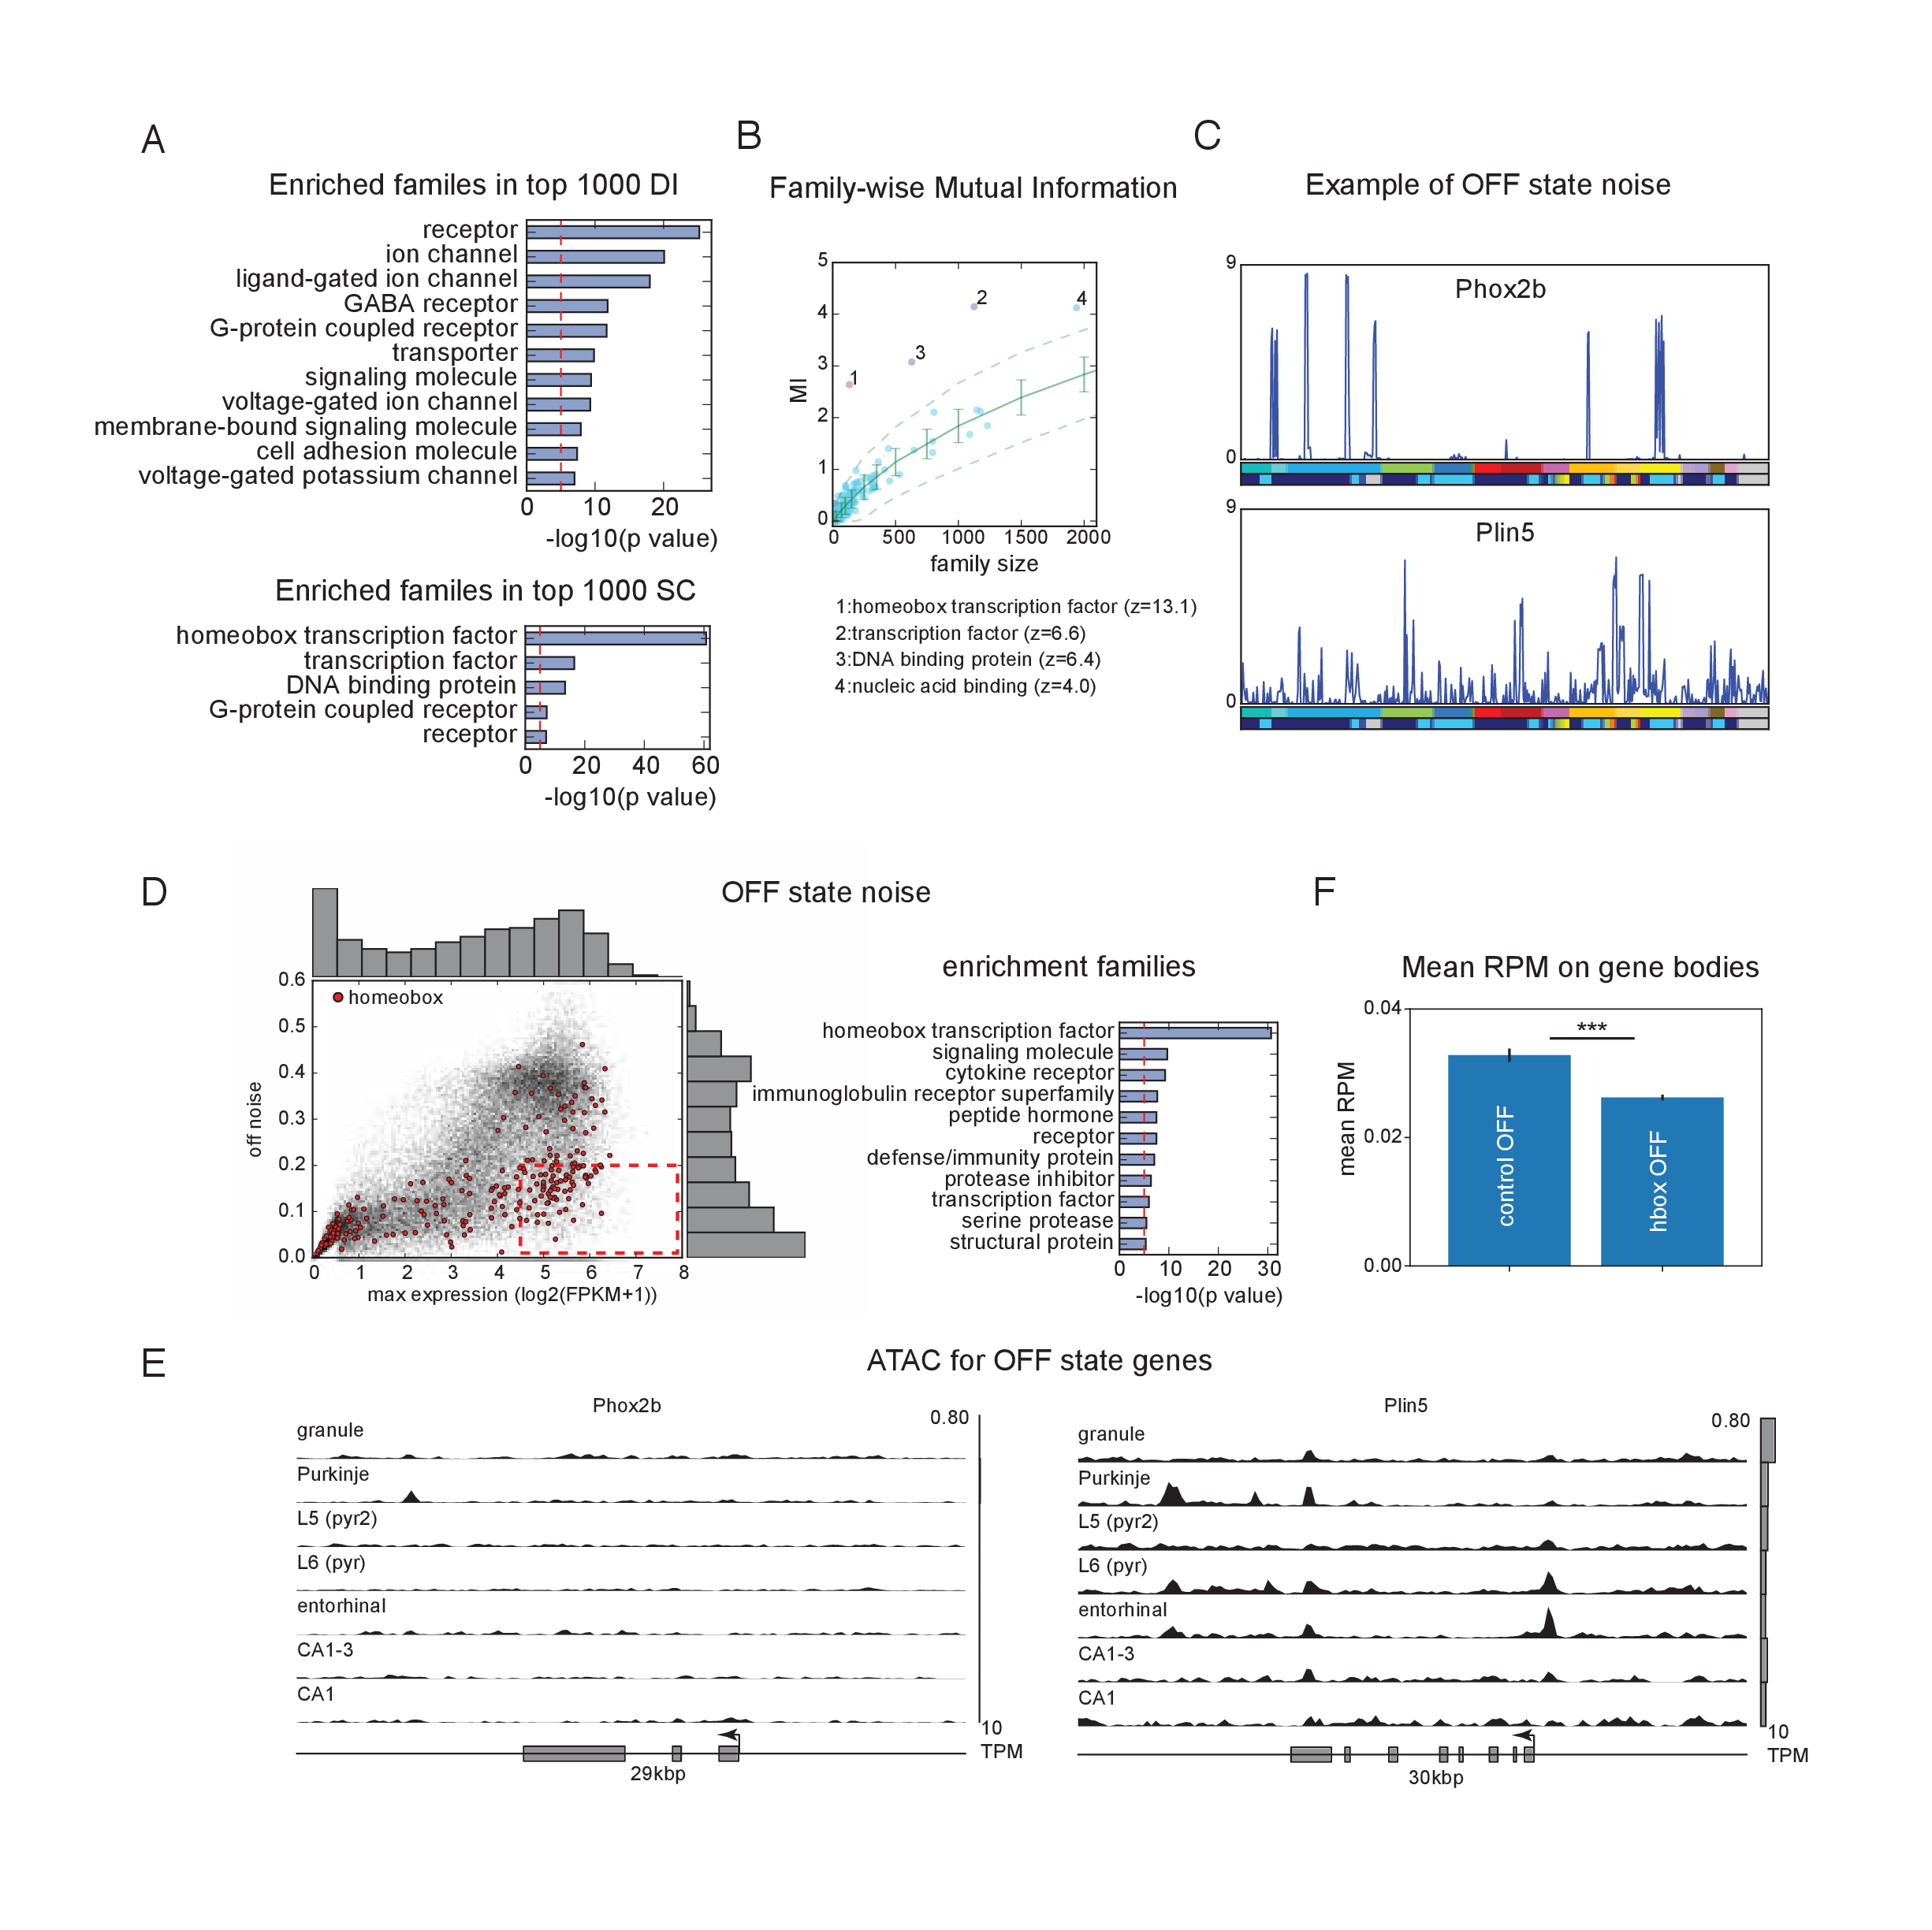 A
Enriched familes in top 1000 DI
receptor
ion channel
ligand-gated ion channel
GABA receptor
G-protein coupled receptor
transporter
signaling molecule
voltage-gated ion channel
membrane-bound signaling molecule
cell adhesion molecule
voltage-gated potassium channel
0 10 20
-log10(p value)
Enriched familes in top 1000 SC
homeobox transcription factor
transcription factor
DNA binding protein
G-protein coupled receptor
receptor
0 20 40 60
-log10(p value)
B
Family-wise Mutual Information
5
4
3
2
1
0
MI
1
2
3
4
0 500 1000 1500 2000
family size
1:homeobox transcription factor (z=13.1)
2:transcription factor (z=6.6)
3:DNA binding protein (z=6.4)
4:nucleic acid binding (z=4.0)
C
Example of OFF state noise
9
Phox2b
0
9
Plin5
0
D
OFF state noise
0.6
0.5
0.4
0.3
0.2
0.1
0.0
off noise
homeobox
0 1 2 3 4 5 6 7 8
max expression (log2(FPKM+1))
enrichment families
homeobox transcription factor
signaling molecule
cytokine receptor
immunoglobulin receptor superfamily
peptide hormone
receptor
defense/immunity protein
protease inhibitor
transcription factor
serine protease
structural protein
0 10 20 30
-log10(p value)
F
Mean RPM on gene bodies
0.04
0.02
0.00
mean RPM
***
control OFF
hbox OFF
E
ATAC for OFF state genes
Phox2b
0.80
granule
Purkinje
L5 (pyr2)
L6 (pyr)
entorhinal
CA1-3
CA1
10
TPM
29kbp
Plin5
0.80
granule
Purkinje
L5 (pyr2)
L6 (pyr)
entorhinal
CA1-3
CA1
10
TPM
30kbp